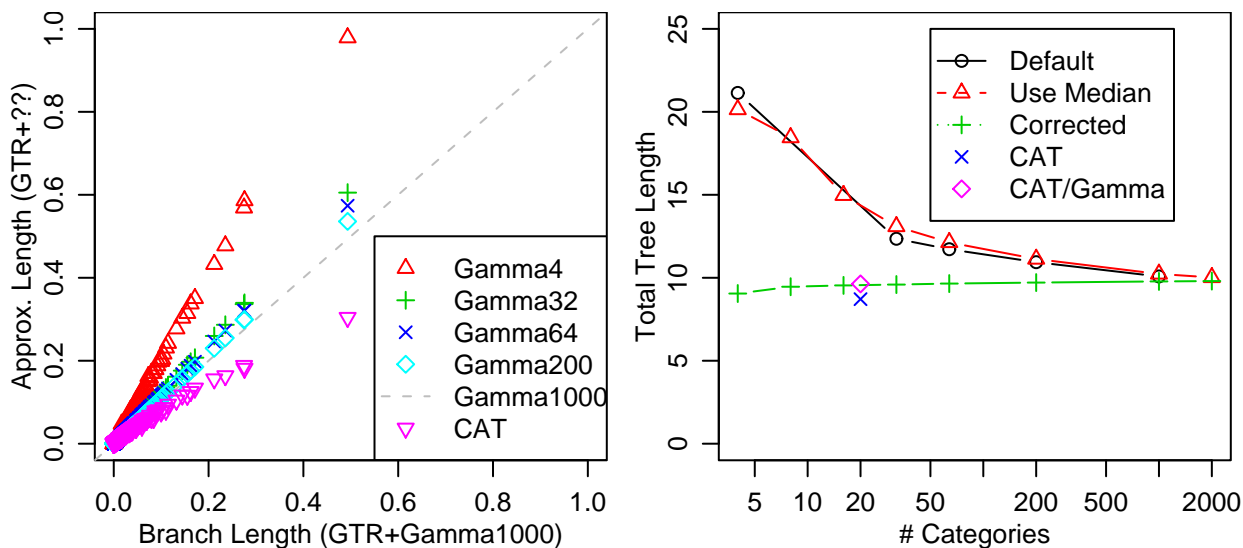 Approx. Length (GTR+??)
1.0
0.8
0.6
0.4
0.2
0.0
Gamma4
Gamma32
Gamma64
Gamma200
Gamma1000
CAT
0.0 0.2 0.4 0.6 0.8 1.0
Branch Length (GTR+Gamma1000)
Total Tree Length
25
20
15
10
5
0
Default
Use Median
Corrected
CAT
CAT/Gamma
5 10 20 50 200 500 2000
# Categories